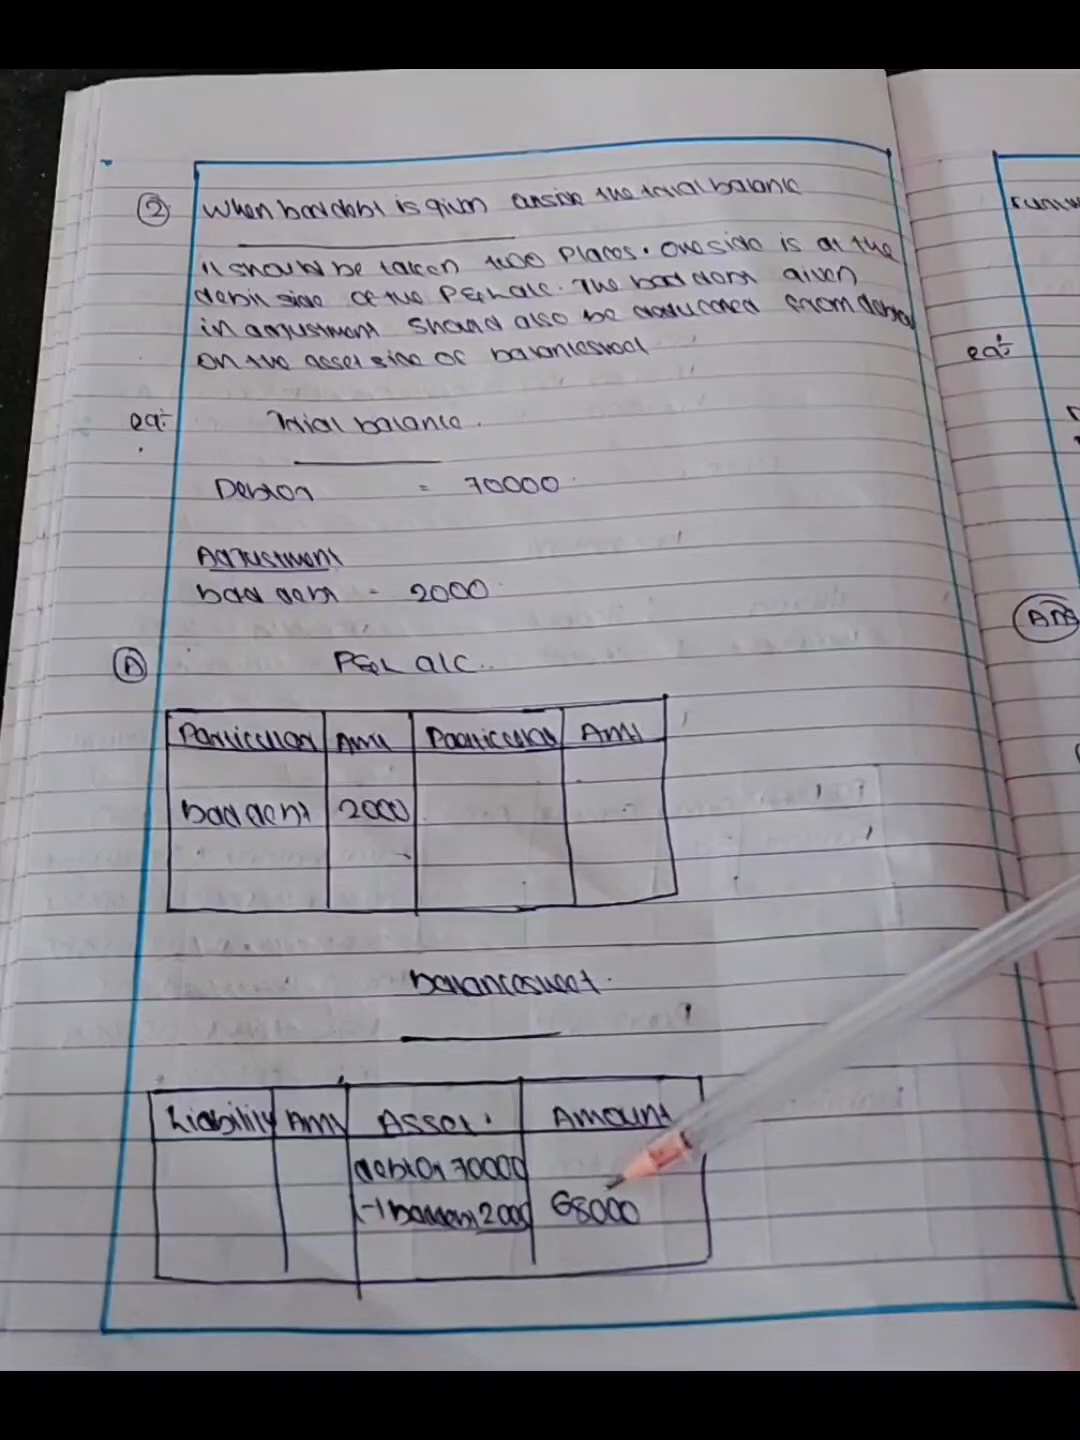 ② When bad debt is given outside the trial balance
It should be taken two places. One side is at the
debit side of the P&L a/c. The bad debt given
in adjustment should also be deducted from debtor
on the asset side of balancesheet
eg:- Trial balance.
Debtor = 70000
Adjustment
bad debt - 2000
Ⓐ P&L a/c.
Particular Amt Particular Amt
bad debt 2000
balancesheet.
Liability Amt Asset. Amount
debtor 70000
(-) bad debt 2000 68000
eg:-
Ans